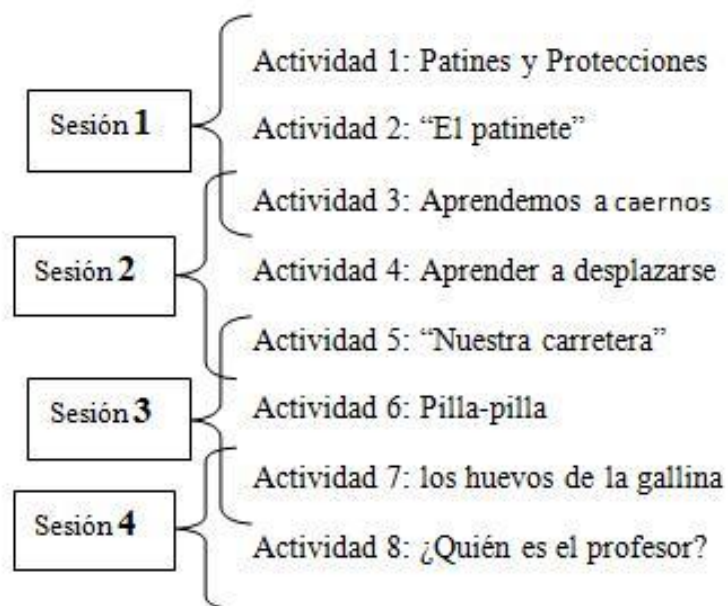 Actividad 1: Patines y Protecciones
Sesión 1
Actividad 2: “El patinete”
Actividad 3: Aprendemos a caernos
Sesión 2
Actividad 4: Aprender a desplazarse
Actividad 5: “Nuestra carretera”
Sesión 3
Actividad 6: Pilla-pilla
Actividad 7: los huevos de la gallina
Sesión 4
Actividad 8: ¿Quién es el profesor?